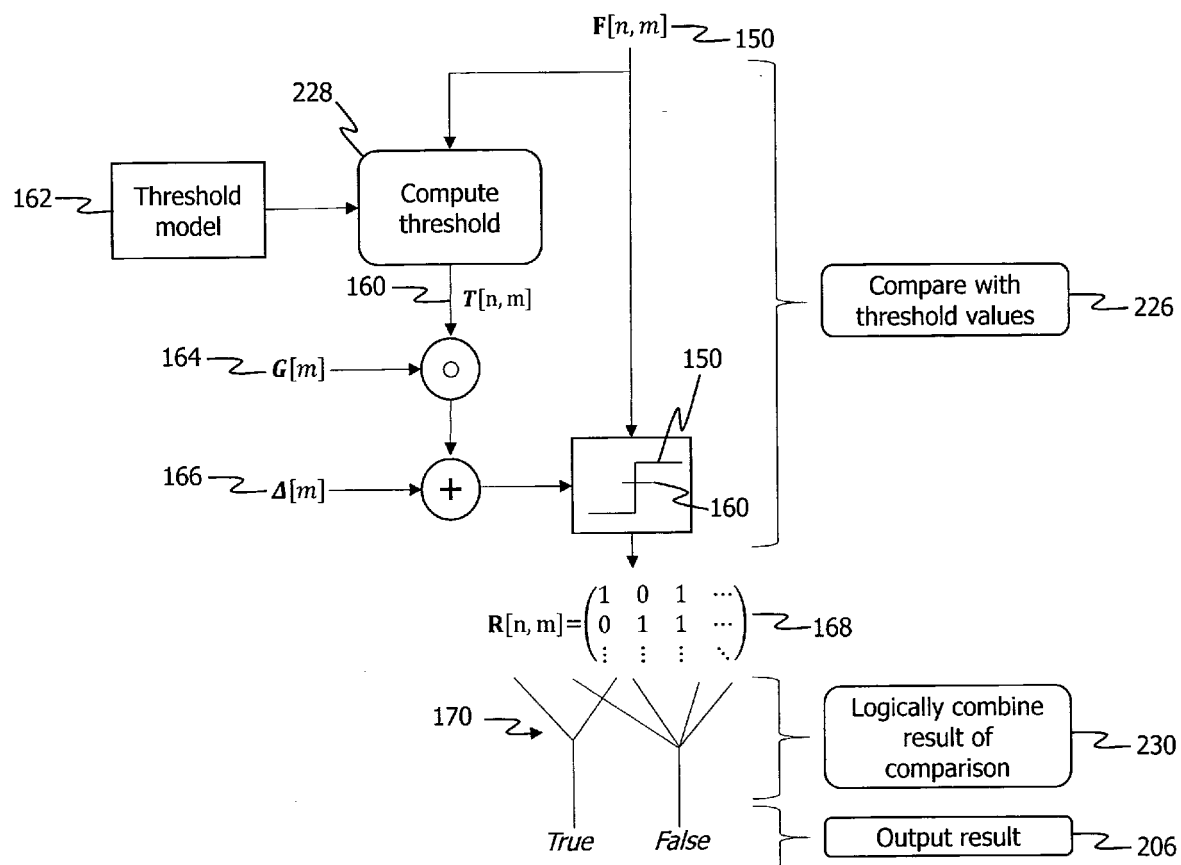 F[n, m] 150
228
162
Threshold
model
Compute
threshold
160 T[n, m]
Compare with
threshold values
226
164 G[m] ○
150
166 Δ[m] +
160
R[n, m]=
1 0 1 ⋯
0 1 1 ⋯
⋮ ⋮ ⋮ ⋱
168
170
Logically combine
result of
comparison
230
True False
Output result
206